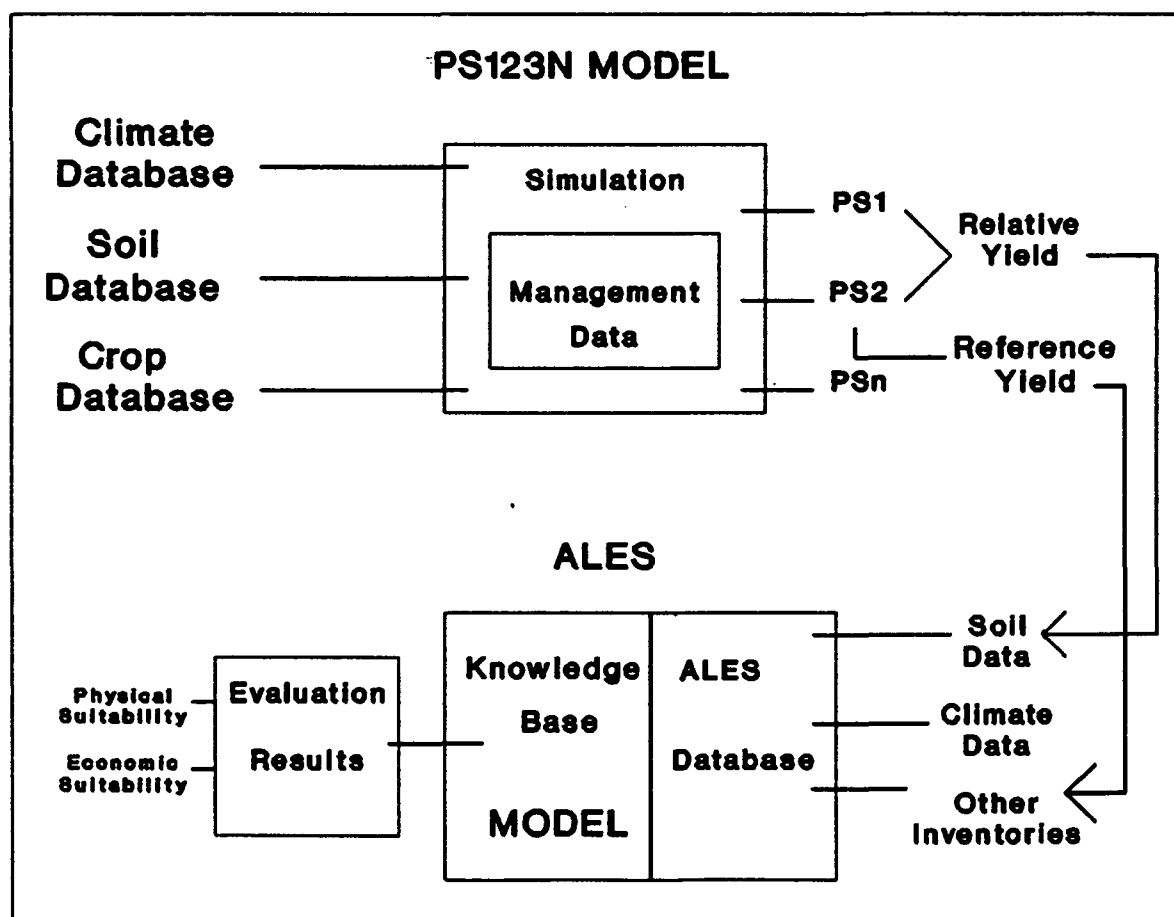 PS123N MODEL
Climate
Database
Soil
Database
Crop
Database
Simulation
Management
Data
PS1
PS2
PSn
Relative
Yield
Reference
Yield
ALES
Physical
Suitability
Economic
Suitability
Evaluation
Results
Knowledge
Base
MODEL
ALES
Database
Soil
Data
Climate
Data
Other
Inventories